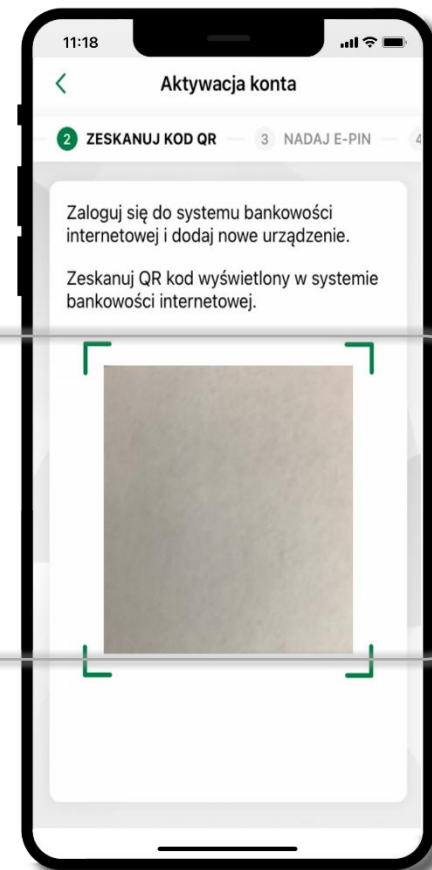 11:18
Aktywacja konta
2 ZESKANUJ KOD QR 3 NADAJ E-PIN 4
Zaloguj się do systemu bankowości
internetowej i dodaj nowe urządzenie.
Zeskanuj QR kod wyświetlony w systemie
bankowości internetowej.